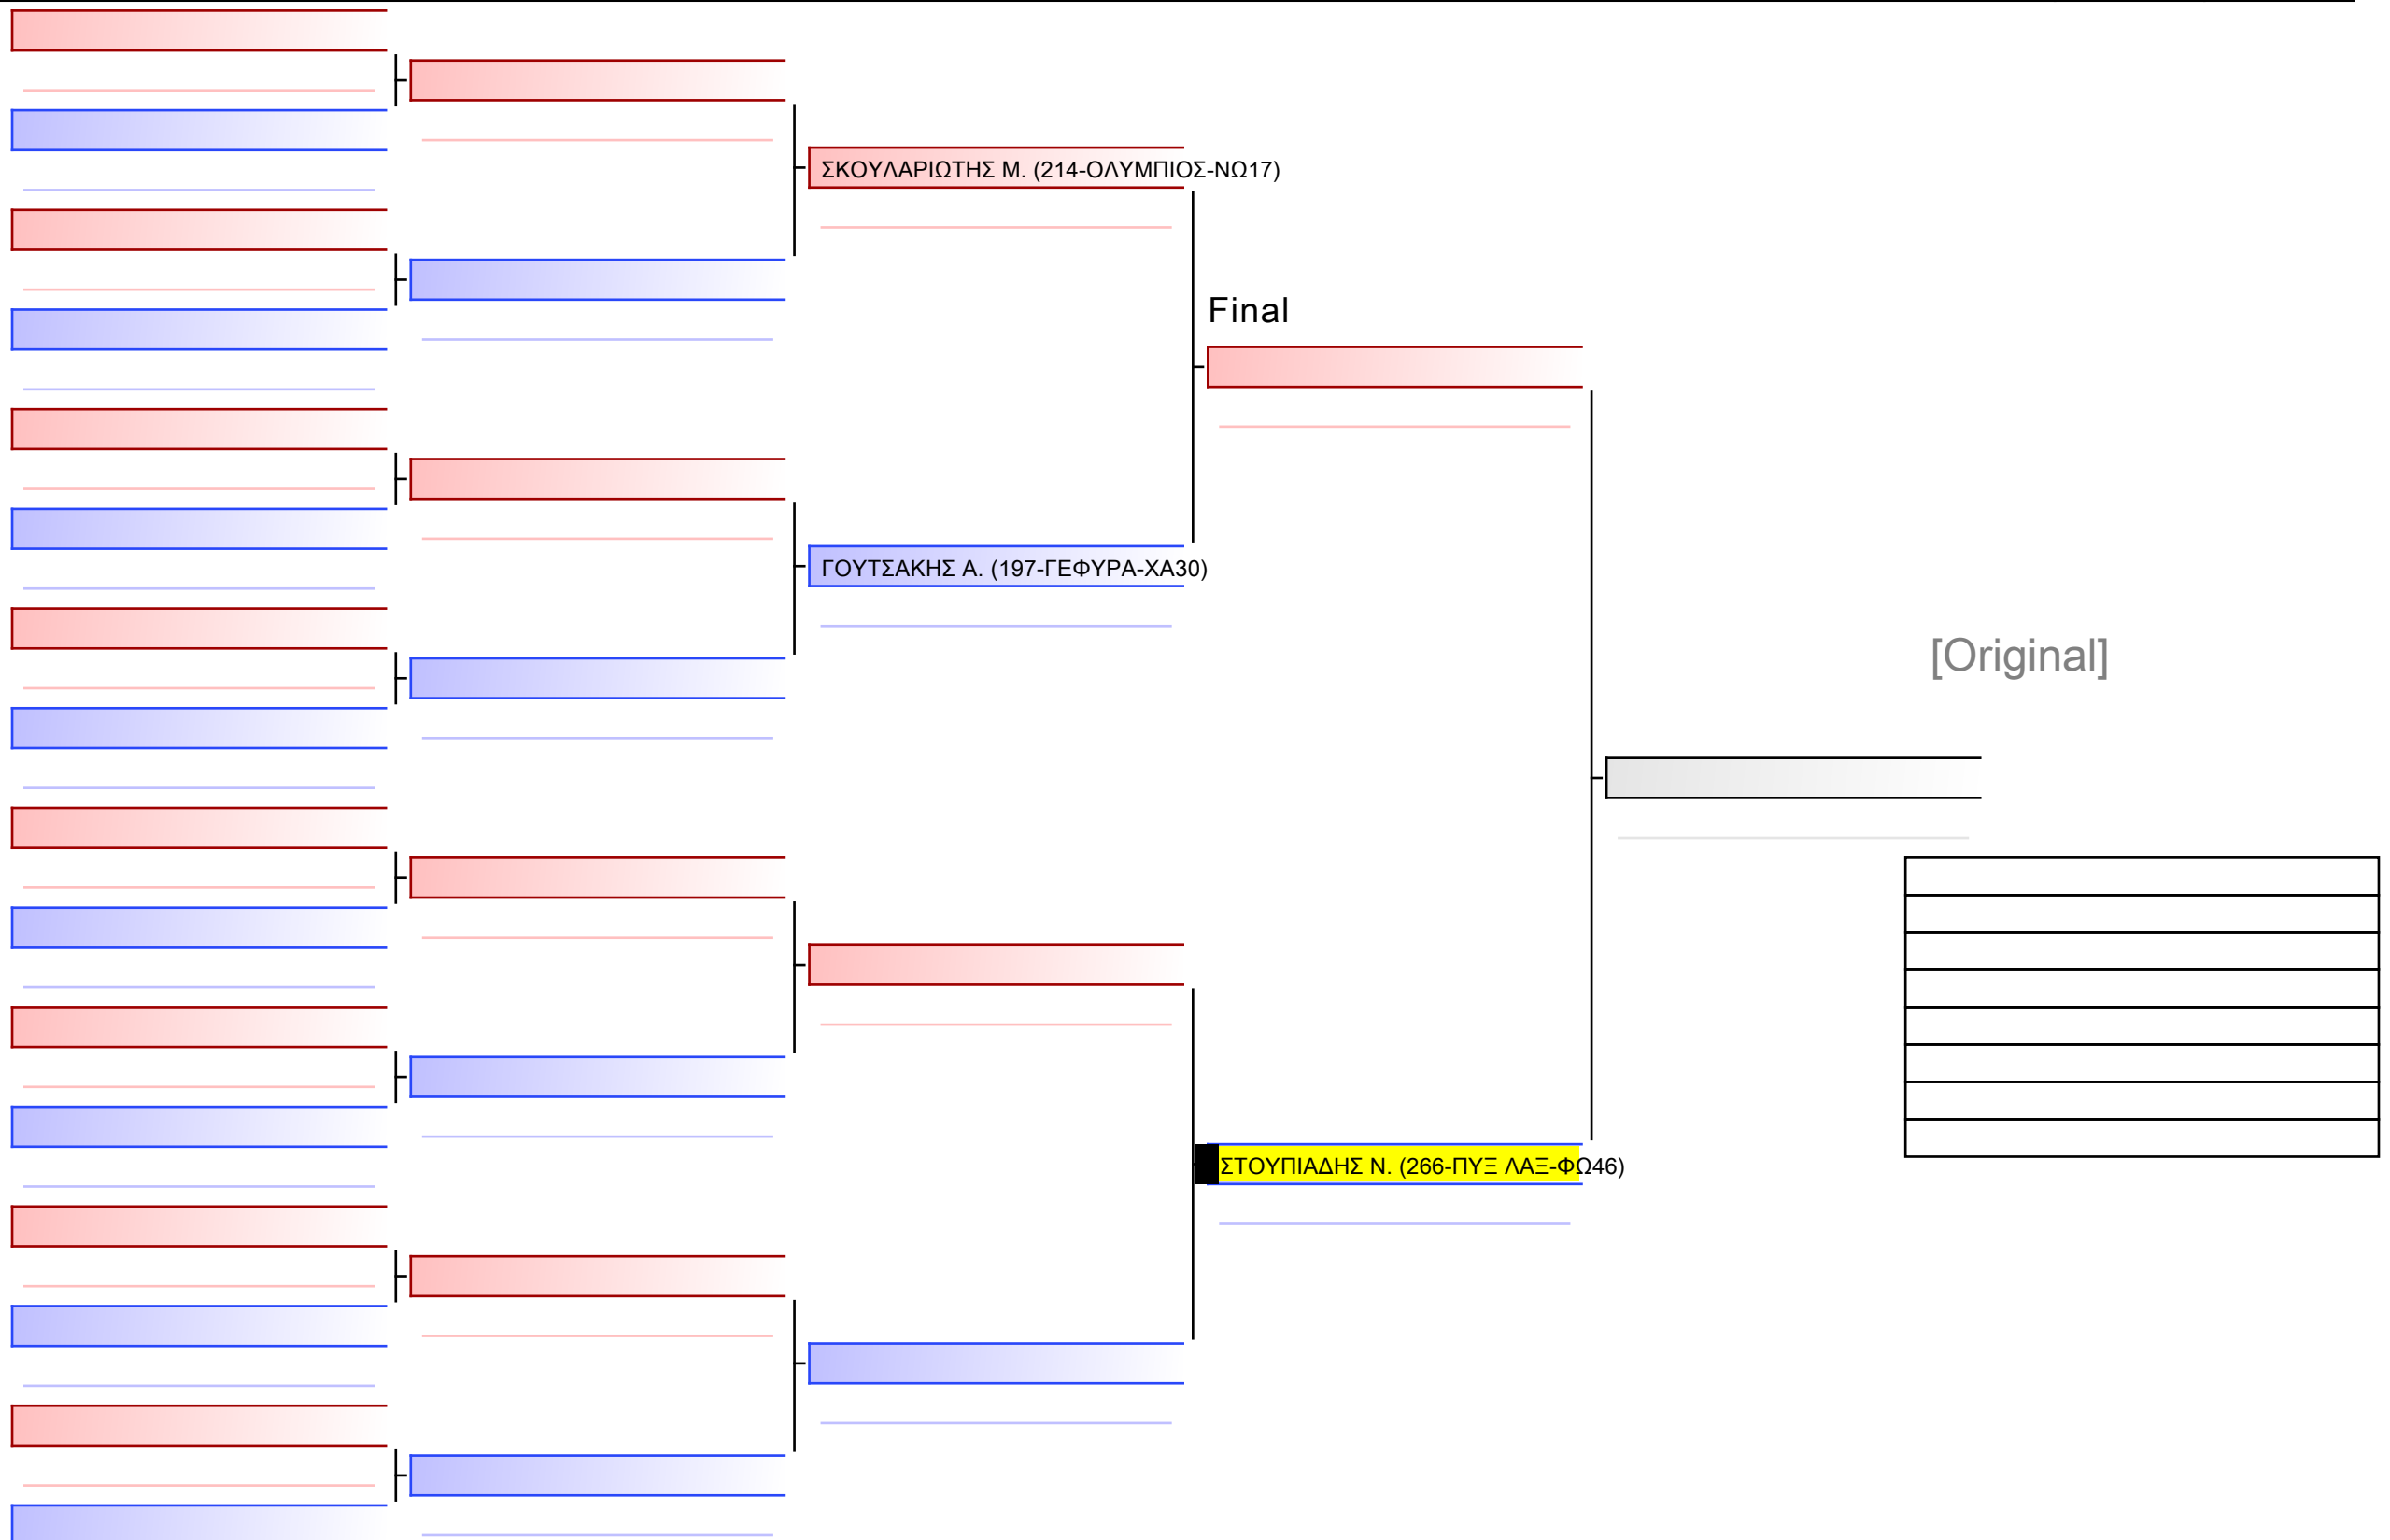 ΣΚΟΥΛΑΡΙΩΤΗΣ Μ. (214-ΟΛΥΜΠΙΟΣ-ΝΩ17)
Final
ΓΟΥΤΣΑΚΗΣ Α. (197-ΓΕΦΥΡΑ-ΧΑ30)
[Original]
ΣΤΟΥΠΙΑΔΗΣ Ν. (266-ΠΥΞ ΛΑΞ-ΦΩ46)